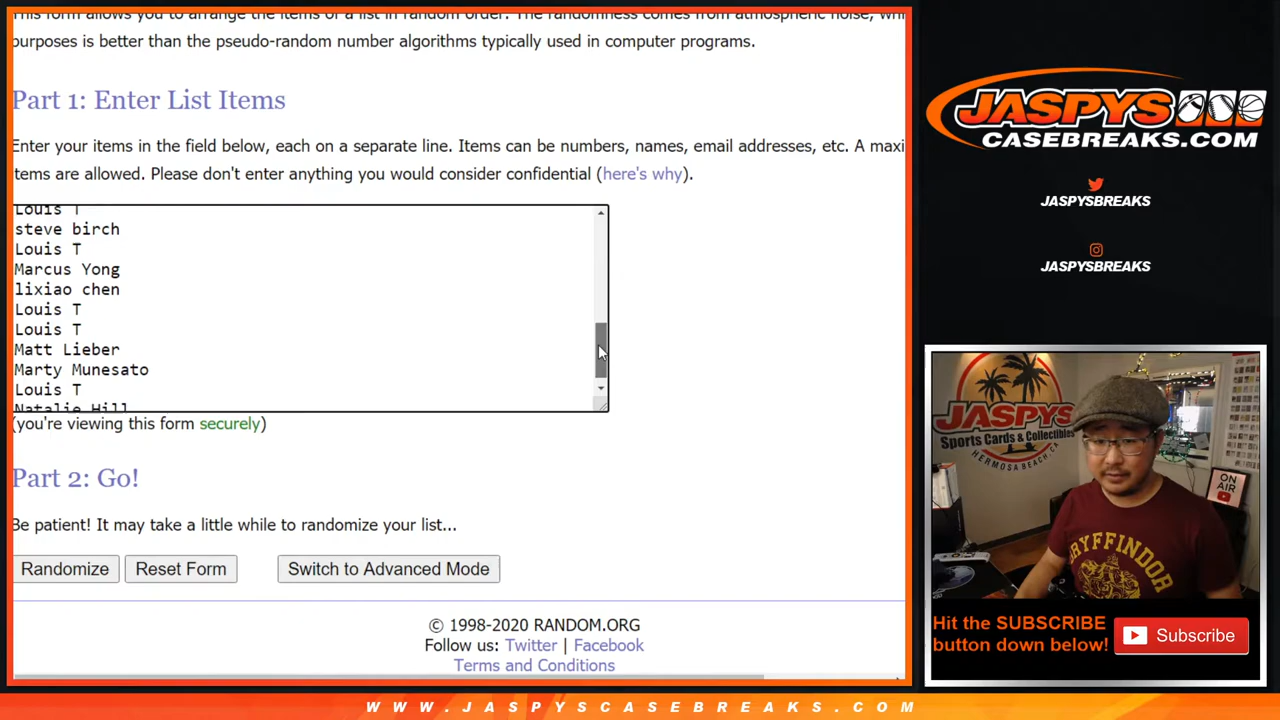 This form allows you to arrange the items of a list in random order. The randomness comes from atmospheric noise, whi
purposes is better than the pseudo-random number algorithms typically used in computer programs.
Part 1: Enter List Items
Enter your items in the field below, each on a separate line. Items can be numbers, names, email addresses, etc. A maxi
items are allowed. Please don't enter anything you would consider confidential (here's why).
Louis T
steve birch
Louis T
Marcus Yong
lixiao chen
Louis T
Louis T
Matt Lieber
Marty Munesato
Louis T
Natalie Hill
(you're viewing this form securely)
Part 2: Go!
Be patient! It may take a little while to randomize your list...
Randomize Reset Form Switch to Advanced Mode
© 1998-2020 RANDOM.ORG
Follow us: Twitter | Facebook
Terms and Conditions
JASPYS
CASEBREAKS.COM
JASPYSBREAKS
JASPYSBREAKS
JASPYS
Sports Cards & Collectibles
HERMOSA BEACH, CA
ON AIR
GRYFFINDOR
Hit the SUBSCRIBE
button down below!
Subscribe
WWW.JASPYSCASEBREAKS.COM